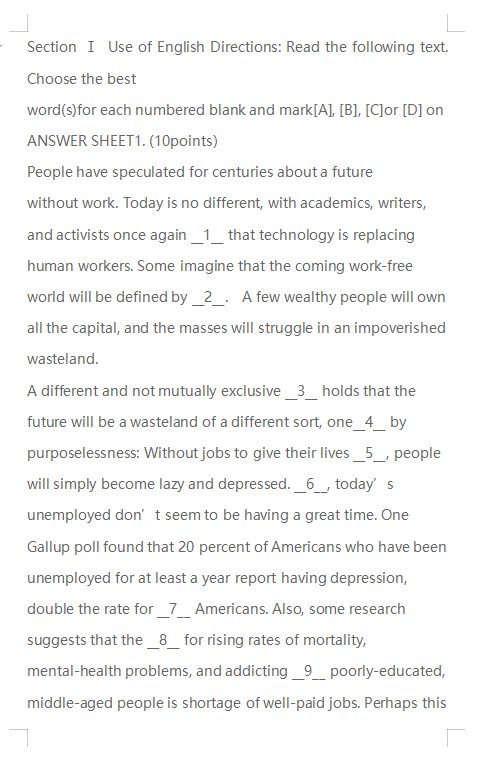 Section Ⅰ Use of English Directions: Read the following text.
Choose the best
word(s)for each numbered blank and mark[A], [B], [C]or [D] on
ANSWER SHEET1. (10points)
People have speculated for centuries about a future
without work. Today is no different, with academics, writers,
and activists once again __1__ that technology is replacing
human workers. Some imagine that the coming work-free
world will be defined by __2__. A few wealthy people will own
all the capital, and the masses will struggle in an impoverished
wasteland.
A different and not mutually exclusive __3__ holds that the
future will be a wasteland of a different sort, one__4__ by
purposelessness: Without jobs to give their lives __5__, people
will simply become lazy and depressed. __6__, today’s
unemployed don’t seem to be having a great time. One
Gallup poll found that 20 percent of Americans who have been
unemployed for at least a year report having depression,
double the rate for __7__ Americans. Also, some research
suggests that the __8__ for rising rates of mortality,
mental-health problems, and addicting __9__ poorly-educated,
middle-aged people is shortage of well-paid jobs. Perhaps this